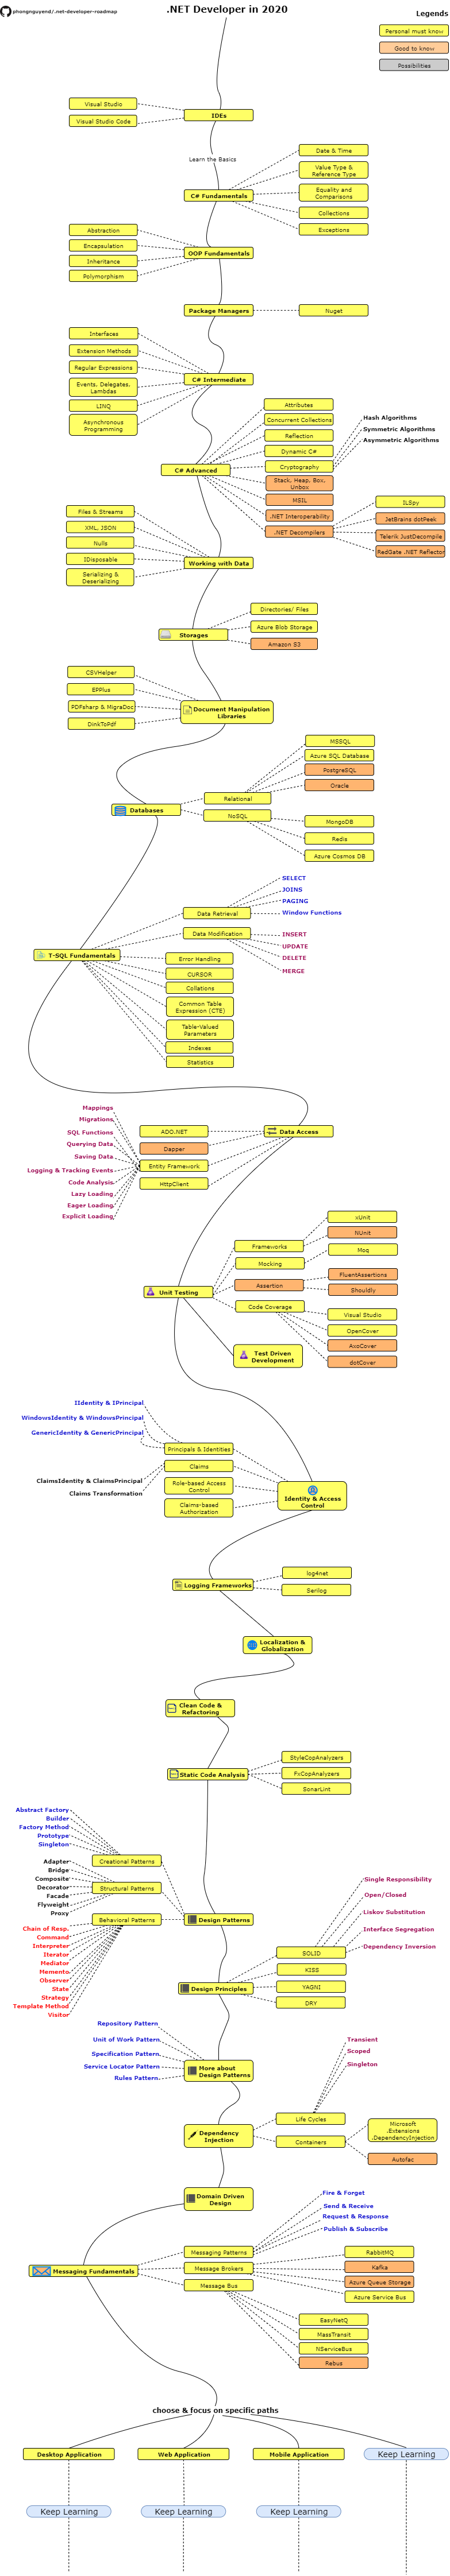 phongnguyend/.net-developer-roadmap
.NET Developer in 2020
Legends
Personal must know
Good to know
Possibilities
Visual Studio
Visual Studio Code
IDEs
Learn the Basics
Date & Time
Value Type &
Reference Type
Equality and
Comparisons
Collections
Exceptions
C# Fundamentals
Abstraction
Encapsulation
Inheritance
Polymorphism
OOP Fundamentals
Package Managers
Nuget
Interfaces
Extension Methods
Regular Expressions
Events, Delegates,
Lambdas
LINQ
Asynchronous
Programming
C# Intermediate
Attributes
Concurrent Collections
Reflection
Dynamic C#
Cryptography
Stack, Heap, Box,
Unbox
MSIL
.NET Interoperability
.NET Decompilers
C# Advanced
Hash Algorithms
Symmetric Algorithms
Asymmetric Algorithms
ILSpy
JetBrains dotPeek
Telerik JustDecompile
RedGate .NET Reflector
Files & Streams
XML, JSON
Nulls
IDisposable
Serializing &
Deserializing
Working with Data
Storages
Directories/ Files
Azure Blob Storage
Amazon S3
CSVHelper
EPPlus
PDFsharp & MigraDoc
DinkToPdf
Document Manipulation
Libraries
Databases
Relational
NoSQL
MSSQL
Azure SQL Database
PostgreSQL
Oracle
MongoDB
Redis
Azure Cosmos DB
T-SQL Fundamentals
Data Retrieval
SELECT
JOINS
PAGING
Window Functions
Data Modification
INSERT
UPDATE
DELETE
MERGE
Error Handling
CURSOR
Collations
Common Table
Expression (CTE)
Table-Valued
Parameters
Indexes
Statistics
Data Access
ADO.NET
Dapper
Entity Framework
HttpClient
Mappings
Migrations
SQL Functions
Querying Data
Saving Data
Logging & Tracking Events
Code Analysis
Lazy Loading
Eager Loading
Explicit Loading
Unit Testing
Frameworks
Mocking
Assertion
Code Coverage
xUnit
NUnit
Moq
FluentAssertions
Shouldly
Visual Studio
OpenCover
AxoCover
dotCover
Test Driven
Development
IIdentity & IPrincipal
WindowsIdentity & WindowsPrincipal
GenericIdentity & GenericPrincipal
Principals & Identities
Claims
Role-based Access
Control
Claims-based
Authorization
ClaimsIdentity & ClaimsPrincipal
Claims Transformation
Identity & Access
Control
Logging Frameworks
log4net
Serilog
Localization &
Globalization
Clean Code &
Refactoring
Static Code Analysis
StyleCopAnalyzers
FxCopAnalyzers
SonarLint
Abstract Factory
Builder
Factory Method
Prototype
Singleton
Creational Patterns
Adapter
Bridge
Composite
Decorator
Facade
Flyweight
Proxy
Structural Patterns
Behavioral Patterns
Chain of Resp.
Command
Interpreter
Iterator
Mediator
Memento
Observer
State
Strategy
Template Method
Visitor
Design Patterns
Design Principles
SOLID
KISS
YAGNI
DRY
Single Responsibility
Open/Closed
Liskov Substitution
Interface Segregation
Dependency Inversion
Repository Pattern
Unit of Work Pattern
Specification Pattern
Service Locator Pattern
Rules Pattern
More about
Design Patterns
Transient
Scoped
Singleton
Dependency
Injection
Life Cycles
Containers
Microsoft
.Extensions
.DependencyInjection
Autofac
Domain Driven
Design
Messaging Fundamentals
Messaging Patterns
Message Brokers
Message Bus
Fire & Forget
Send & Receive
Request & Response
Publish & Subscribe
RabbitMQ
Kafka
Azure Queue Storage
Azure Service Bus
EasyNetQ
MassTransit
NServiceBus
Rebus
choose & focus on specific paths
Desktop Application
Web Application
Mobile Application
Keep Learning
Keep Learning
Keep Learning
Keep Learning